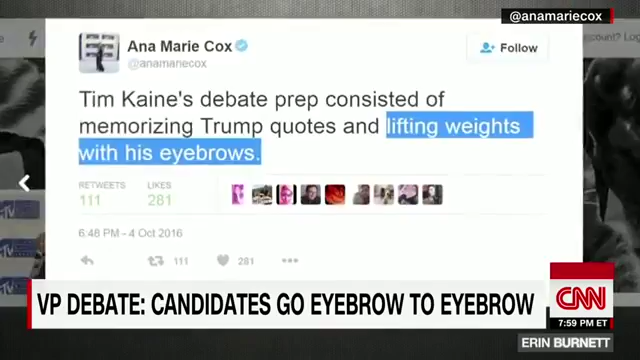 @anamariecox
Ana Marie Cox
@anamariecox
Follow
Tim Kaine's debate prep consisted of
memorizing Trump quotes and lifting weights
with his eyebrows.
RETWEETS
111
LIKES
281
6:48 PM - 4 Oct 2016
111
281
VP DEBATE: CANDIDATES GO EYEBROW TO EYEBROW
CNN
7:59 PM ET
ERIN BURNETT